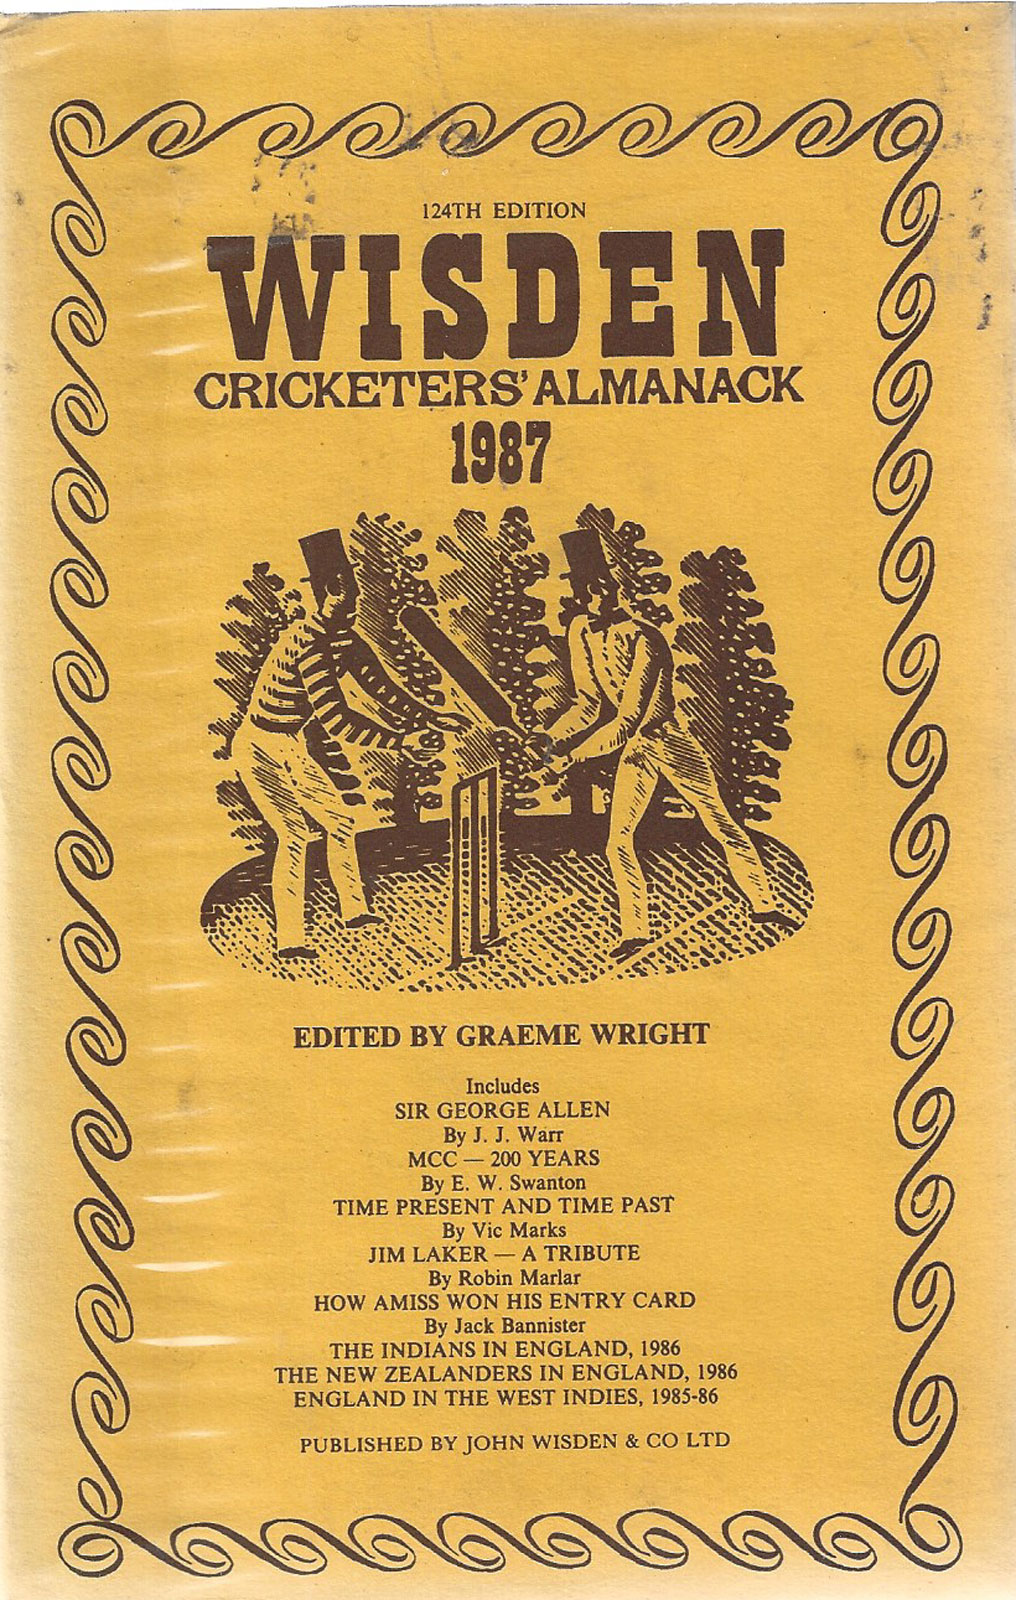 124TH EDITION
WISDEN
CRICKETERS' ALMANACK
1987
EDITED BY GRAEME WRIGHT
Includes
SIR GEORGE ALLEN
By J. J. Warr
MCC — 200 YEARS
By E. W. Swanton
TIME PRESENT AND TIME PAST
By Vic Marks
JIM LAKER — A TRIBUTE
By Robin Marlar
HOW AMISS WON HIS ENTRY CARD
By Jack Bannister
THE INDIANS IN ENGLAND, 1986
THE NEW ZEALANDERS IN ENGLAND, 1986
ENGLAND IN THE WEST INDIES, 1985-86
PUBLISHED BY JOHN WISDEN & CO LTD